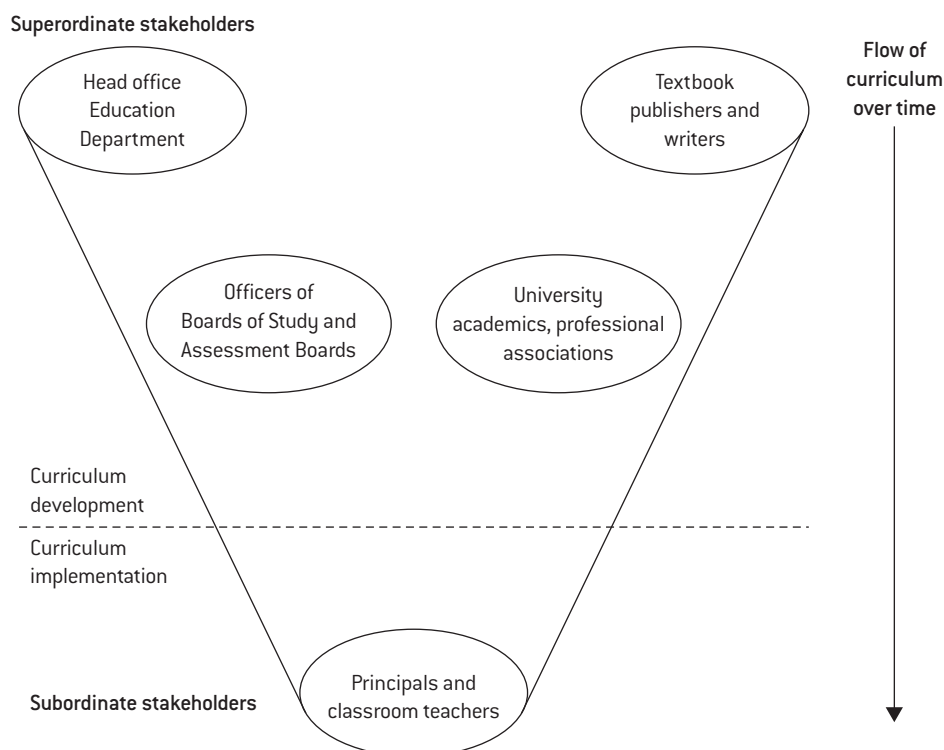 Superordinate stakeholders
Head office
Education
Department
Textbook
publishers and
writers
Flow of
curriculum
over time
Officers of
Boards of Study and
Assessment Boards
University
academics, professional
associations
Curriculum
development
Curriculum
implementation
Subordinate stakeholders
Principals and
classroom teachers